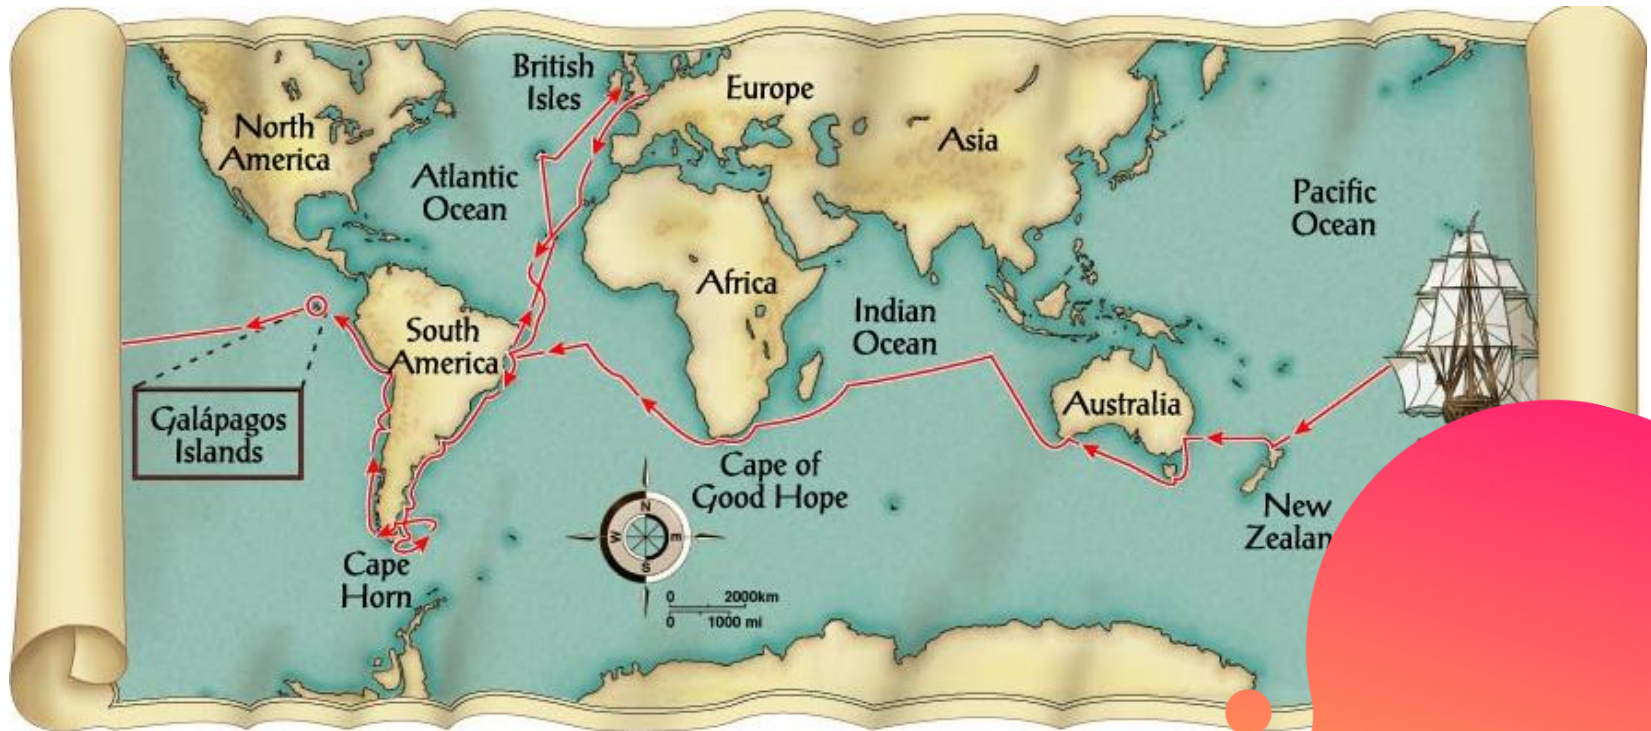 British
Isles
Europe
North
America
Asia
Atlantic
Ocean
Pacific
Ocean
Africa
Indian
Ocean
South
America
Galápagos
Islands
Australia
Cape of
Good Hope
New
Zealan
N
W
m
S
Cape
Horn
0 2000km
0 1000 mi